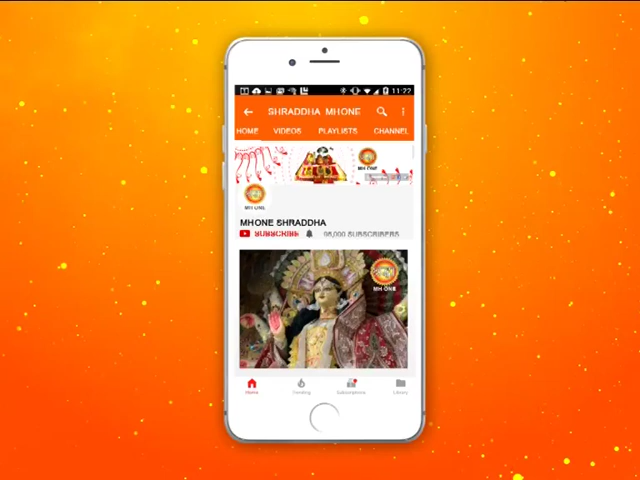 11:22
SHRADDHA MHONE
HOME VIDEOS PLAYLISTS CHANNEL
MH ONE
MH ONE
MHONE SHRADDHA
SUBSCRIBE 96,000 SUBSCRIBERS
MH ONE
Home Trending Subscriptions Library